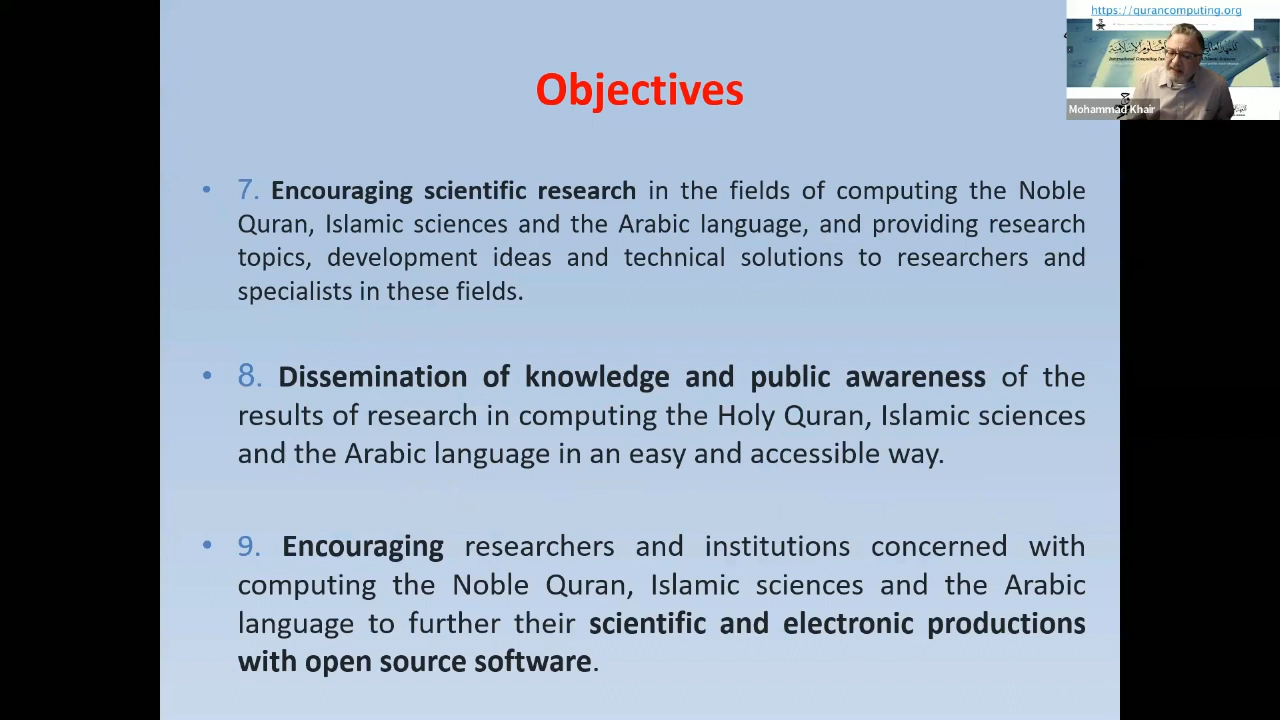 https://qurancomputing.org
Mohammad Khair
Objectives
• 7. Encouraging scientific research in the fields of computing the Noble
Quran, Islamic sciences and the Arabic language, and providing research
topics, development ideas and technical solutions to researchers and
specialists in these fields.
• 8. Dissemination of knowledge and public awareness of the
results of research in computing the Holy Quran, Islamic sciences
and the Arabic language in an easy and accessible way.
• 9. Encouraging researchers and institutions concerned with
computing the Noble Quran, Islamic sciences and the Arabic
language to further their scientific and electronic productions
with open source software.